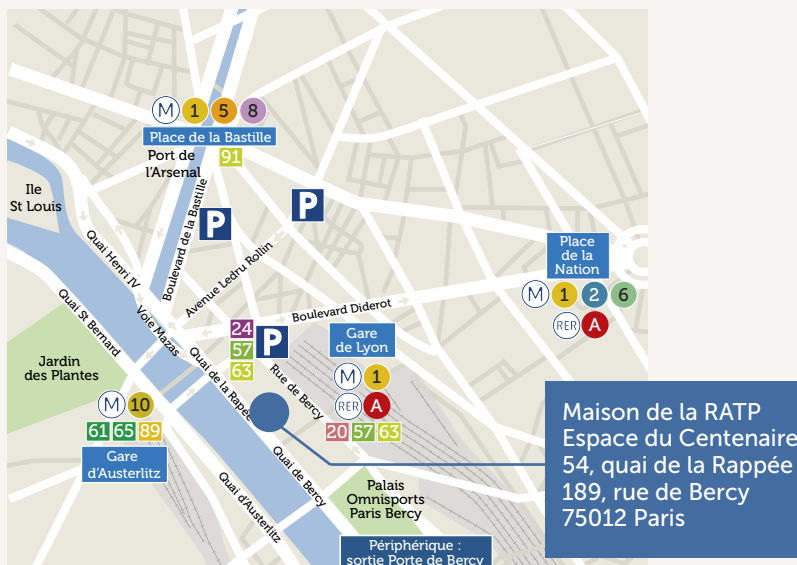 M 1 5 8
Place de la Bastille
Port de
l'Arsenal
91
Ile
St Louis
P
P
Boulevard de la Bastille
Quai Henri IV
Avenue Ledru Rollin
Place
de la
Nation
M 1 2 6
RER A
Quai St Bernard
Voie Mazas
Boulevard Diderot
24
57
63
P
Gare
de Lyon
M 1
RER A
20 57 63
Jardin
des Plantes
Quai de la Rapée
Rue de Bercy
M 10
61 65 89
Gare
d'Austerlitz
Quai d'Austerlitz
Quai de Bercy
Palais
Omnisports
Paris Bercy
Périphérique :
sortie Porte de Bercy
Maison de la RATP
Espace du Centenaire
54, quai de la Rappée
189, rue de Bercy
75012 Paris